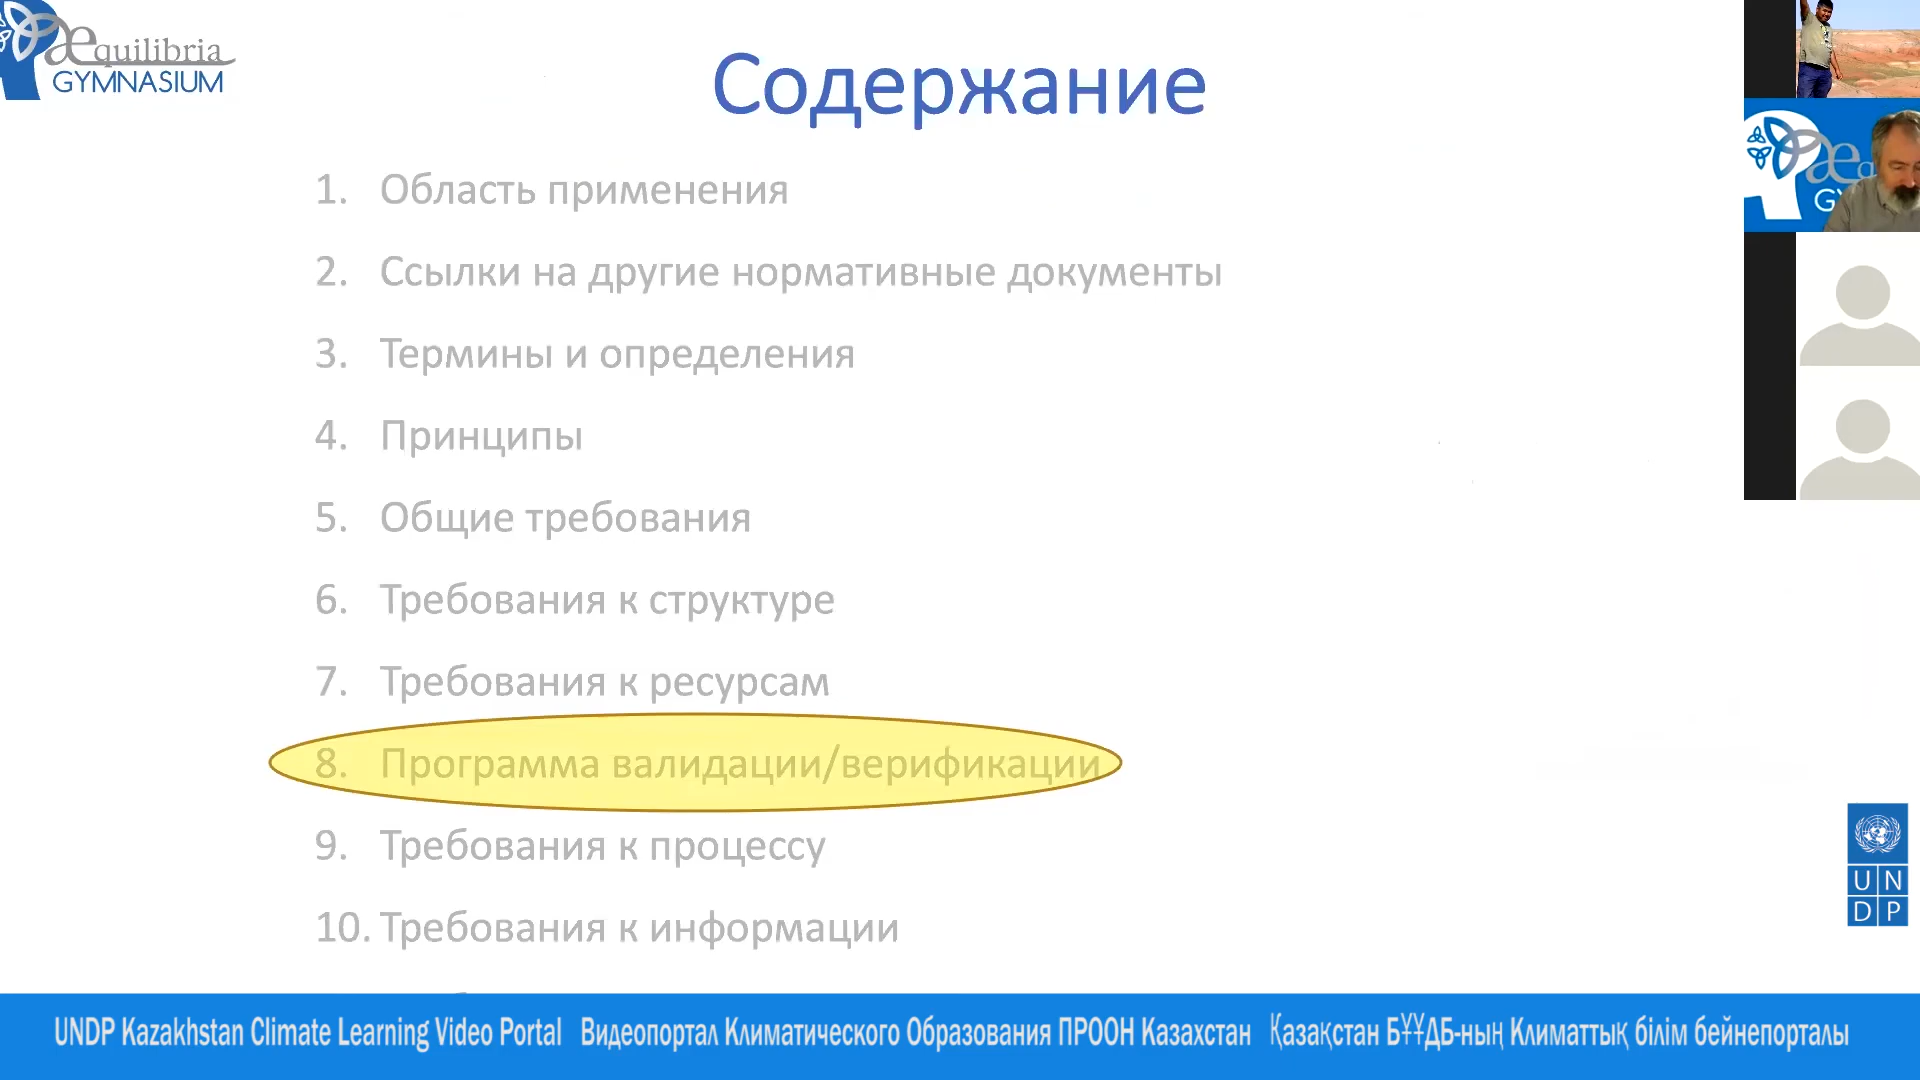 Æquilibria
GYMNASIUM
Содержание
1. Область применения
2. Ссылки на другие нормативные документы
3. Термины и определения
4. Принципы
5. Общие требования
6. Требования к структуре
7. Требования к ресурсам
8. Программа валидации/верификации
9. Требования к процессу
10. Требования к информации
U N
D P
UNDP Kazakhstan Climate Learning Video Portal Видеопортал Климатического Образования ПРООН Казахстан Қазақстан БҰҰДБ-ның Климаттық білім бейнепорталы